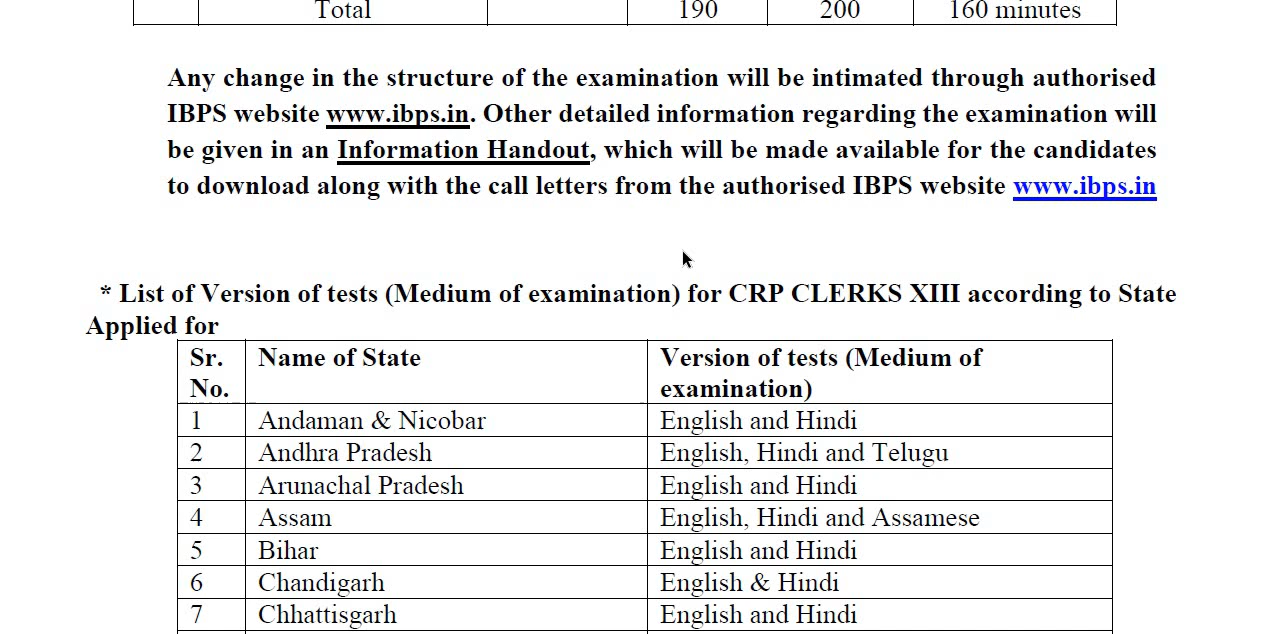 Total 190 200 160 minutes
Any change in the structure of the examination will be intimated through authorised
IBPS website www.ibps.in. Other detailed information regarding the examination will
be given in an Information Handout, which will be made available for the candidates
to download along with the call letters from the authorised IBPS website www.ibps.in
* List of Version of tests (Medium of examination) for CRP CLERKS XIII according to State
Applied for
Sr. Name of State Version of tests (Medium of
No. examination)
1 Andaman & Nicobar English and Hindi
2 Andhra Pradesh English, Hindi and Telugu
3 Arunachal Pradesh English and Hindi
4 Assam English, Hindi and Assamese
5 Bihar English and Hindi
6 Chandigarh English & Hindi
7 Chhattisgarh English and Hindi